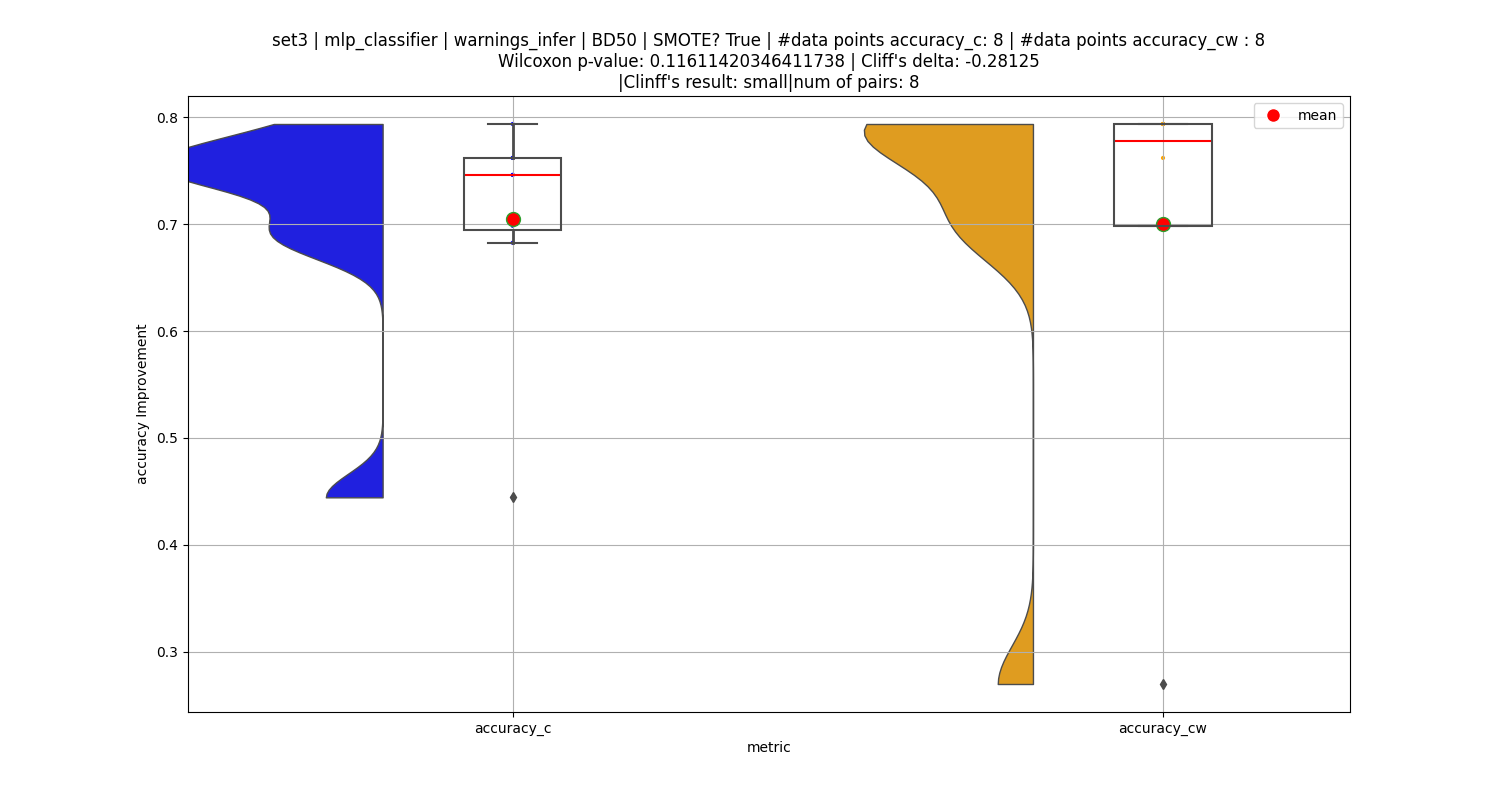 set3 | mlp_classifier | warnings_infer | BD50 | SMOTE? True | #data points accuracy_c: 8 | #data points accuracy_cw : 8
Wilcoxon p-value: 0.11611420346411738 | Cliff's delta: -0.28125
|Clinff's result: small|num of pairs: 8
mean
0.8
0.7
0.6
0.5
0.4
0.3
accuracy Improvement
accuracy_c
accuracy_cw
metric